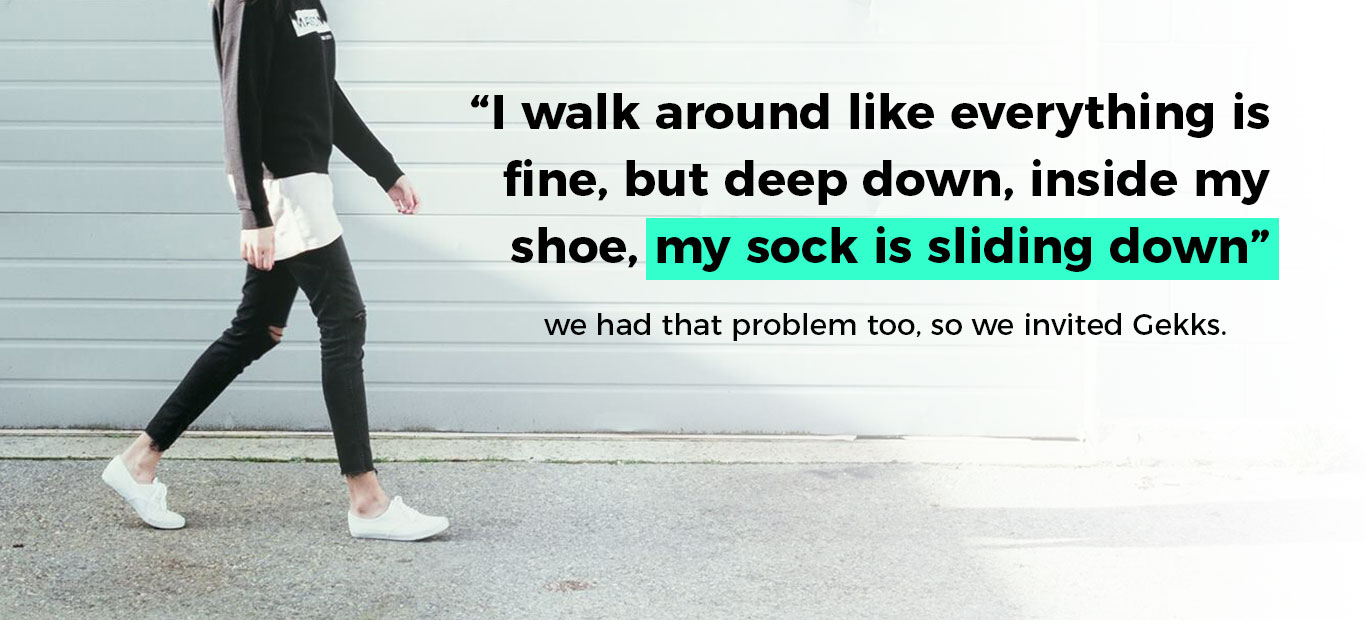 “I walk around like everything is
fine, but deep down, inside my
shoe, my sock is sliding down”
we had that problem too, so we invited Gekks.